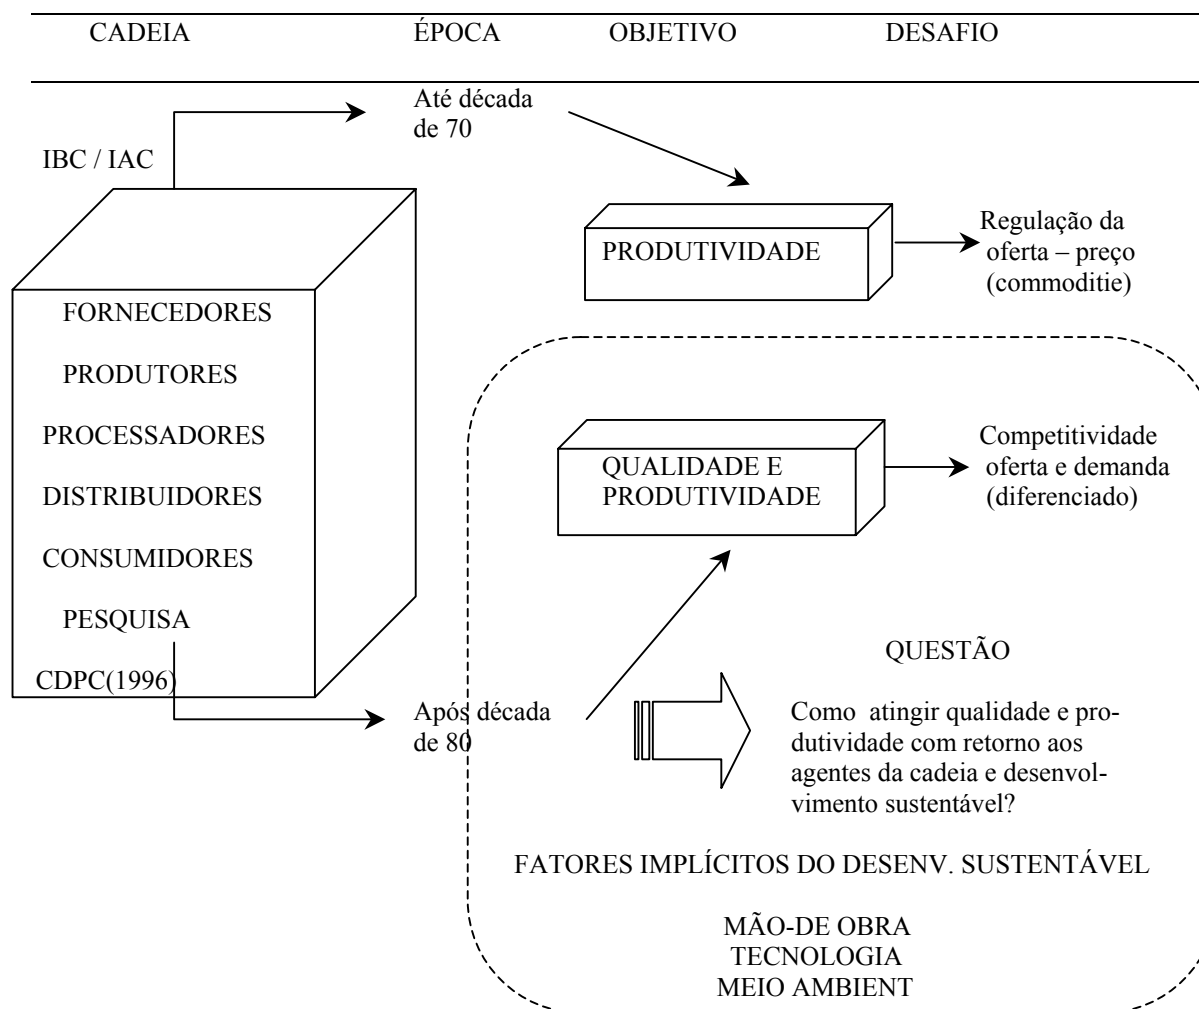 CADEIA ÉPOCA OBJETIVO DESAFIO
Até década
de 70
IBC / IAC
PRODUTIVIDADE
Regulação da
oferta – preço
(commoditie)
FORNECEDORES
PRODUTORES
PROCESSADORES
DISTRIBUIDORES
CONSUMIDORES
PESQUISA
CDPC(1996)
QUALIDADE E
PRODUTIVIDADE
Competitividade
oferta e demanda
(diferenciado)
Após década
de 80
QUESTÃO
Como atingir qualidade e pro-
dutividade com retorno aos
agentes da cadeia e desenvol-
vimento sustentável?
FATORES IMPLÍCITOS DO DESENV. SUSTENTÁVEL
MÃO-DE OBRA
TECNOLOGIA
MEIO AMBIENT